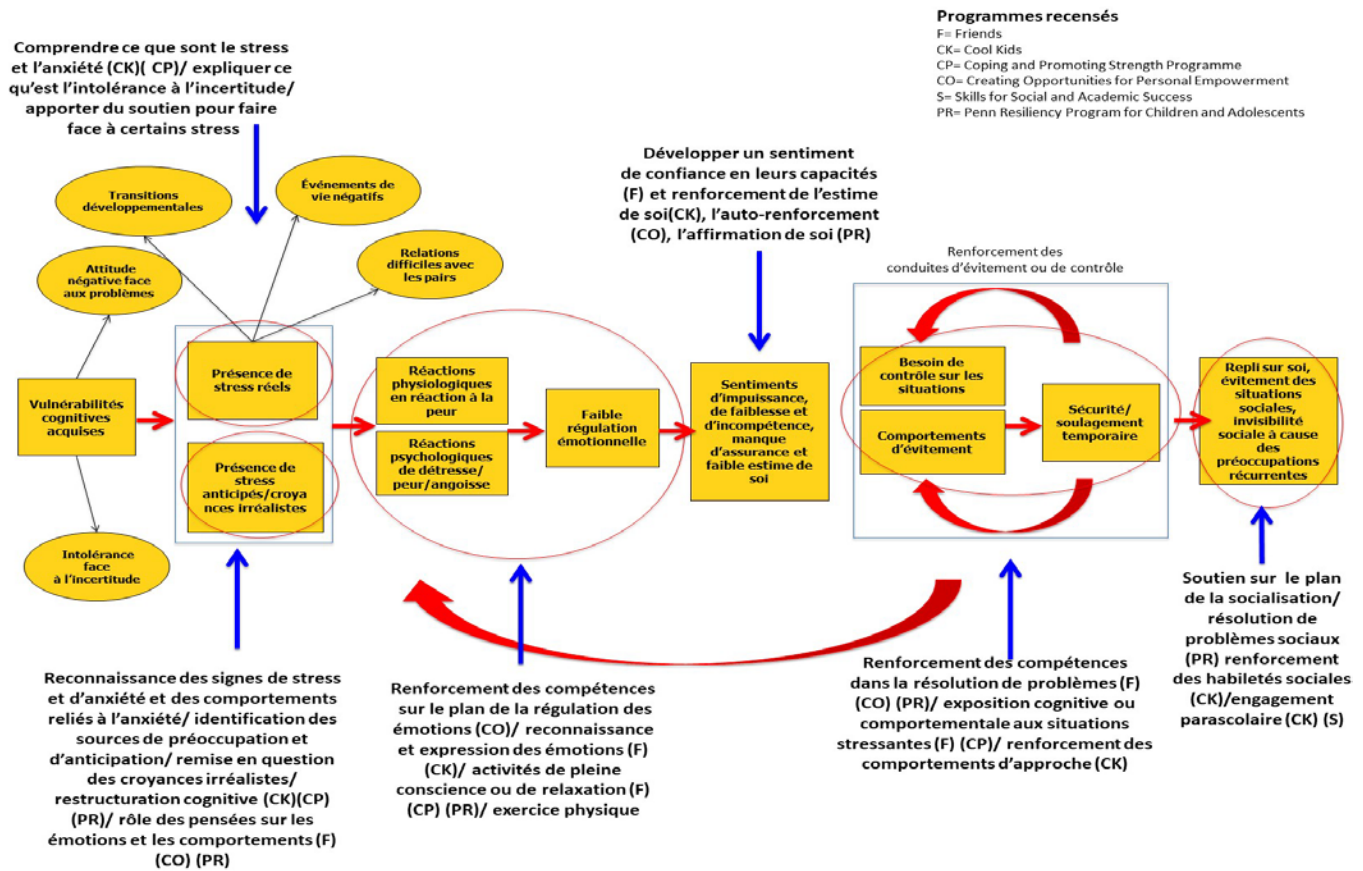 Programmes recensés
F= Friends
CK= Cool Kids
CP= Coping and Promoting Strength Programme
CO= Creating Opportunities for Personal Empowerment
S= Skills for Social and Academic Success
PR= Penn Resiliency Program for Children and Adolescents
Comprendre ce que sont le stress
et l'anxiété (CK)( CP)/ expliquer ce
qu'est l'intolérance à l'incertitude/
apporter du soutien pour faire
face à certains stress
Développer un sentiment
de confiance en leurs capacités
(F) et renforcement de l'estime
de soi(CK), l'auto-renforcement
(CO), l'affirmation de soi (PR)
Transitions
développementales
Événements de
vie négatifs
Attitude
négative face
aux problèmes
Relations
difficiles avec
les pairs
Renforcement des
conduites d'évitement ou de contrôle
Vulnérabilités
cognitives
acquises
Présence de
stress réels
Présence de
stress
anticipés/croya
nces irréalistes
Intolérance
face
à l'incertitude
Réactions
physiologiques
en réaction à la
peur
Réactions
psychologiques
de détresse/
peur/angoisse
Faible
régulation
émotionnelle
Sentiments
d'impuissance,
de faiblesse et
d'incompétence,
manque
d'assurance et
faible estime de
soi
Besoin de
contrôle sur les
situations
Comportements
d'évitement
Sécurité/
soulagement
temporaire
Repli sur soi,
évitement des
situations
sociales,
invisibilité
sociale à cause
des
préoccupations
récurrentes
Reconnaissance des signes de stress
et d'anxiété et des comportements
reliés à l'anxiété/ identification des
sources de préoccupation et
d'anticipation/ remise en question
des croyances irréalistes/
restructuration cognitive (CK)(CP)
(PR)/ rôle des pensées sur les
émotions et les comportements (F)
(CO) (PR)
Renforcement des compétences
sur le plan de la régulation des
émotions (CO)/ reconnaissance
et expression des émotions (F)
(CK)/ activités de pleine
conscience ou de relaxation (F)
(CP) (PR)/ exercice physique
Renforcement des compétences
dans la résolution de problèmes (F)
(CO) (PR)/ exposition cognitive ou
comportementale aux situations
stressantes (F) (CP)/ renforcement des
comportements d'approche (CK)
Soutien sur le plan
de la socialisation/
résolution de
problèmes sociaux
(PR) renforcement
des habiletés sociales
(CK)/engagement
parascolaire (CK) (S)